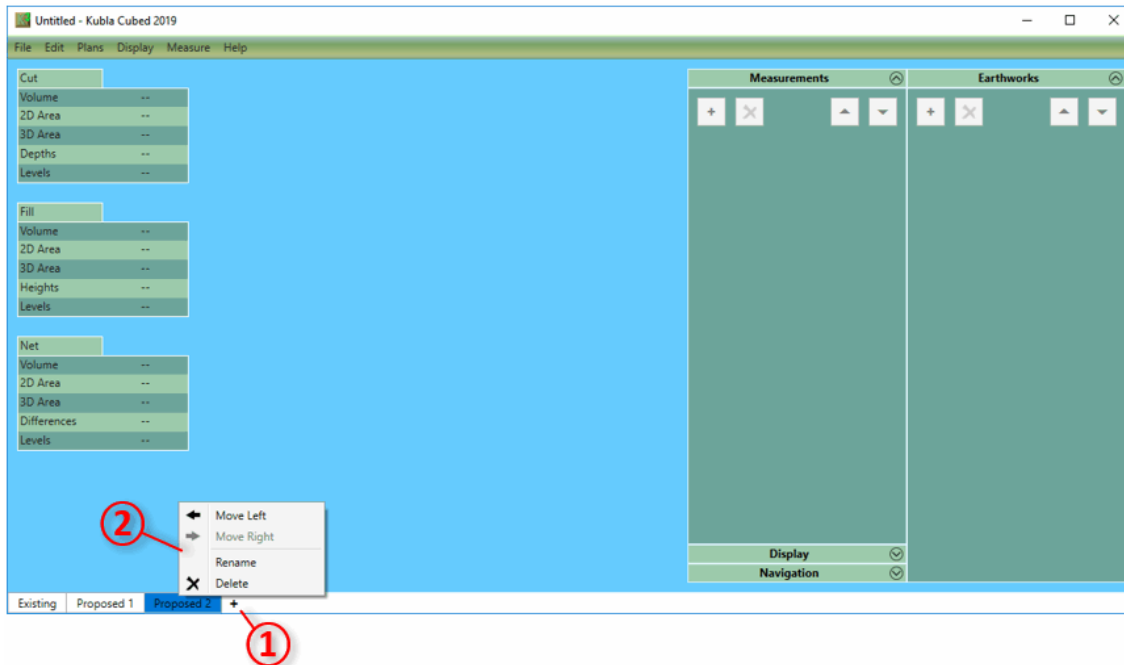 Untitled - Kubla Cubed 2019
File Edit Plans Display Measure Help
Cut
Volume --
2D Area --
3D Area --
Depths --
Levels --
Fill
Volume --
2D Area --
3D Area --
Heights --
Levels --
Net
Volume --
2D Area --
3D Area --
Differences --
Levels --
Measurements
Earthworks
Display
Navigation
2
Move Left
Move Right
Rename
Delete
Existing Proposed 1 Proposed 2 +
1